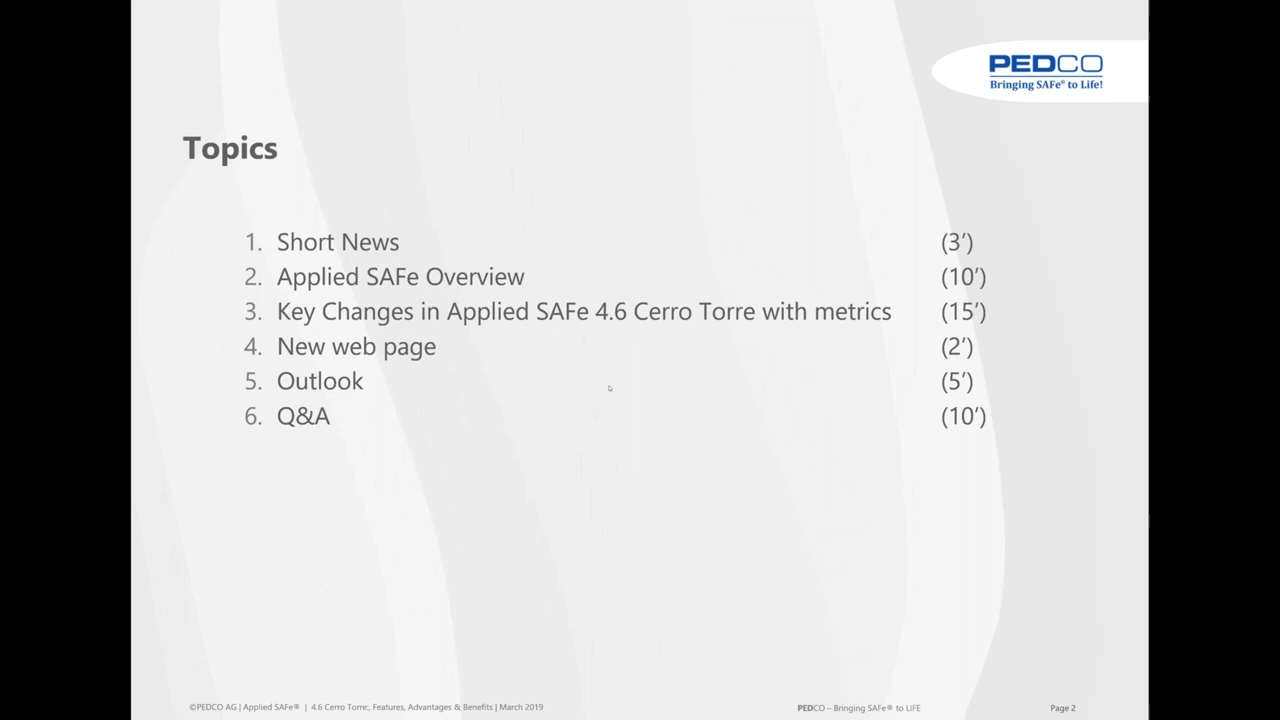 PEDCO
Bringing SAFe® to Life!
Topics
1. Short News (3’)
2. Applied SAFe Overview (10’)
3. Key Changes in Applied SAFe 4.6 Cerro Torre with metrics (15’)
4. New web page (2’)
5. Outlook (5’)
6. Q&A (10’)
©PEDCO AG | Applied SAFe® | 4.6 Cerro Torre:, Features, Advantages & Benefits | March 2019 PEDCO – Bringing SAFe® to LIFE Page 2